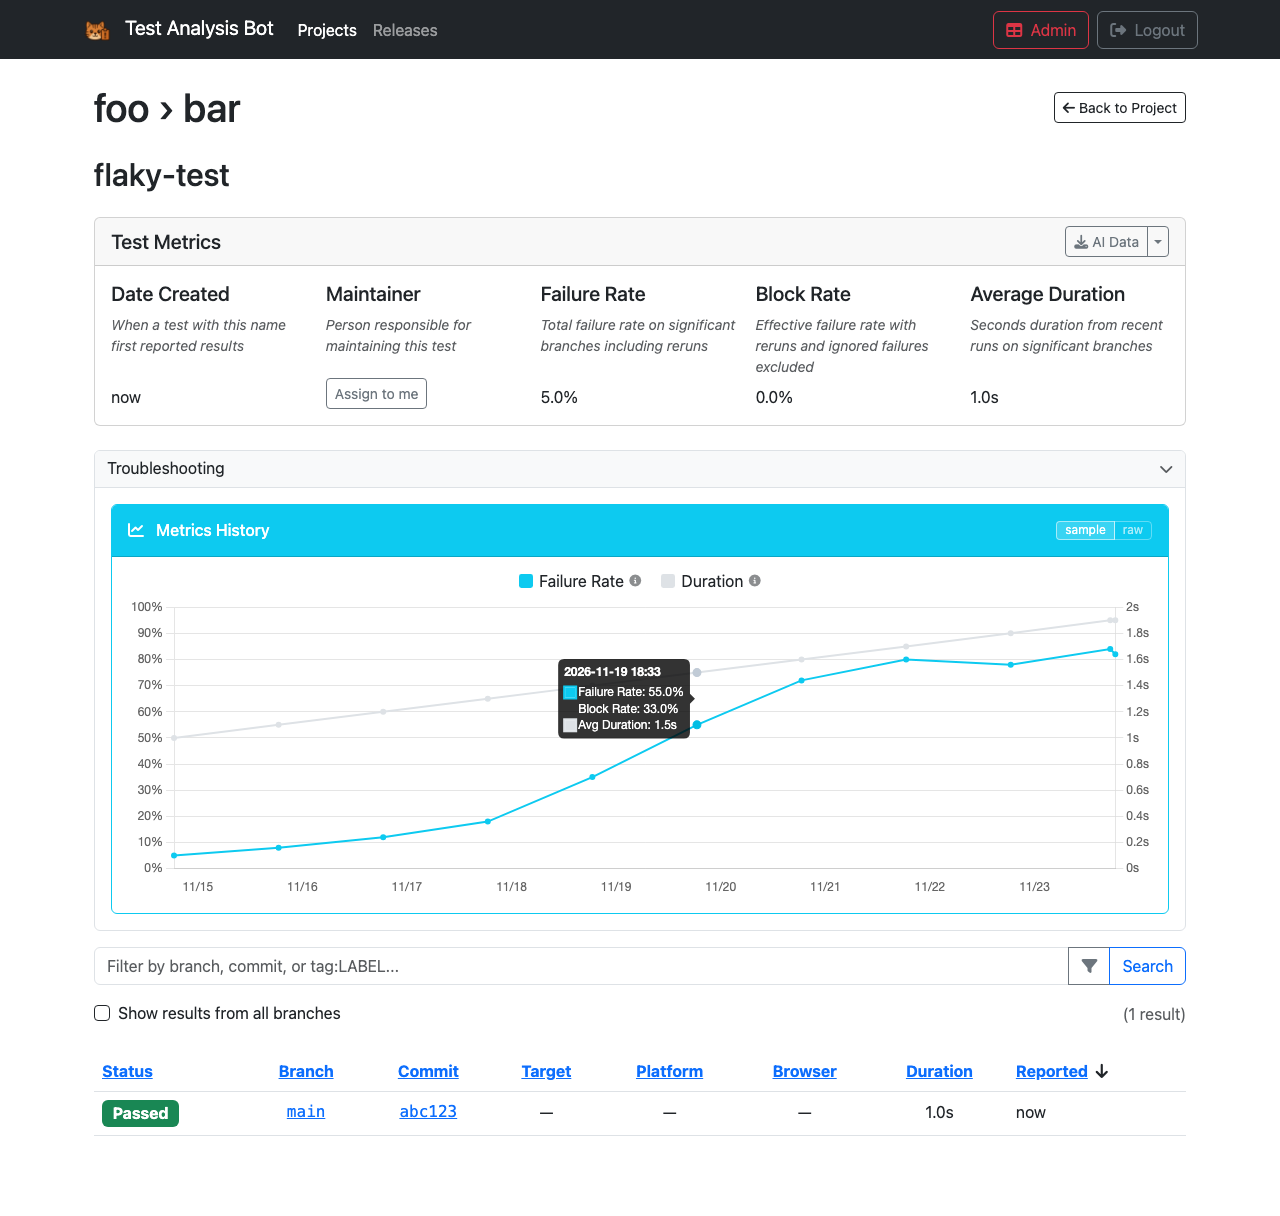 Test Analysis Bot Projects Releases Admin Logout
foo › bar
Back to Project
flaky-test
Test Metrics
AI Data
Date Created
When a test with this name
first reported results
now
Maintainer
Person responsible for
maintaining this test
Assign to me
Failure Rate
Total failure rate on significant
branches including reruns
5.0%
Block Rate
Effective failure rate with
reruns and ignored failures
excluded
0.0%
Average Duration
Seconds duration from recent
runs on significant branches
1.0s
Troubleshooting
Metrics History
sample raw
Failure Rate Duration
100% 2s
90% 1.8s
80% 1.6s
70% 1.4s
60% 1.2s
50% 1s
40% 0.8s
30% 0.6s
20% 0.4s
10% 0.2s
0% 0s
2026-11-19 18:33
Failure Rate: 55.0%
Block Rate: 33.0%
Avg Duration: 1.5s
11/15 11/16 11/17 11/18 11/19 11/20 11/21 11/22 11/23
Filter by branch, commit, or tag:LABEL...
Search
Show results from all branches
(1 result)
Status Branch Commit Target Platform Browser Duration Reported
Passed main abc123 — — — 1.0s now